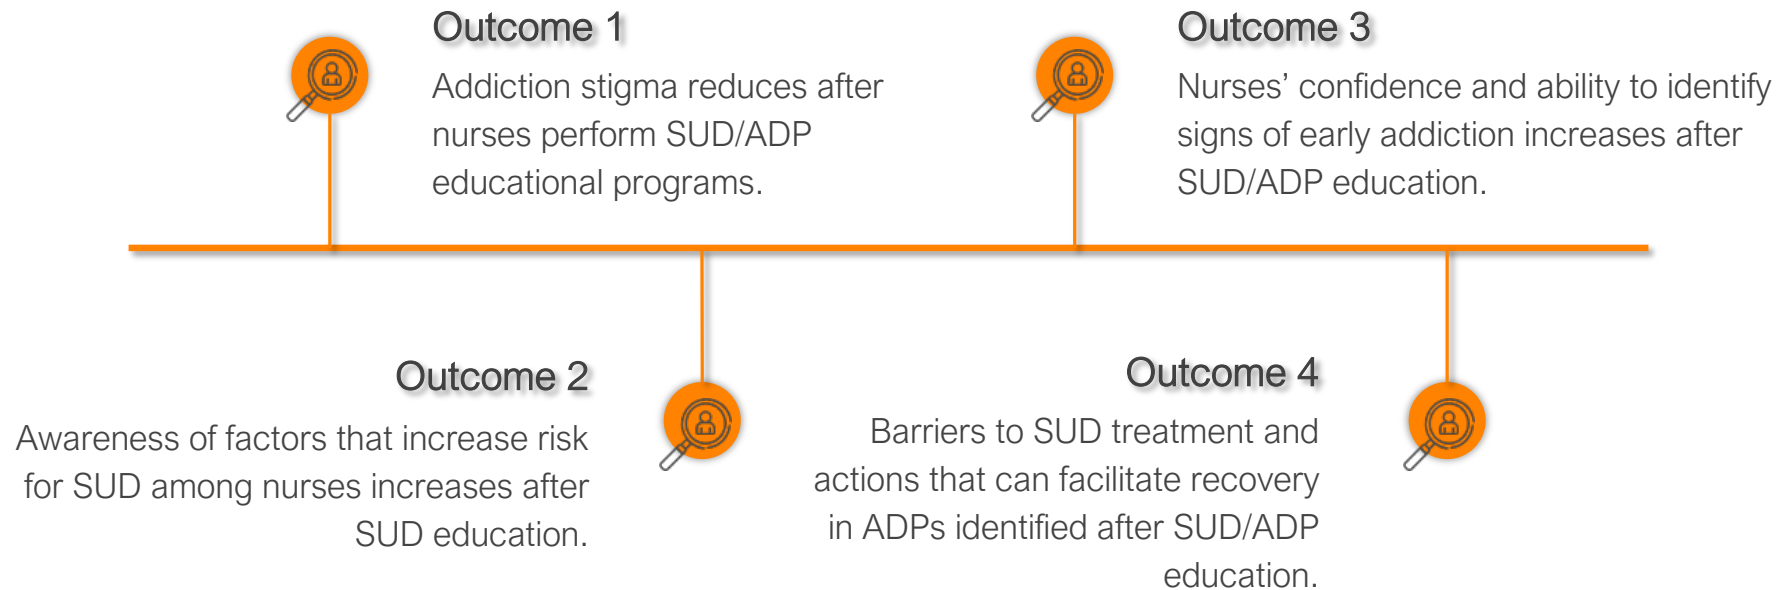 Outcome 1
Addiction stigma reduces after
nurses perform SUD/ADP
educational programs.
Outcome 2
Awareness of factors that increase risk
for SUD among nurses increases after
SUD education.
Outcome 3
Nurses’ confidence and ability to identify
signs of early addiction increases after
SUD/ADP education.
Outcome 4
Barriers to SUD treatment and
actions that can facilitate recovery
in ADPs identified after SUD/ADP
education.